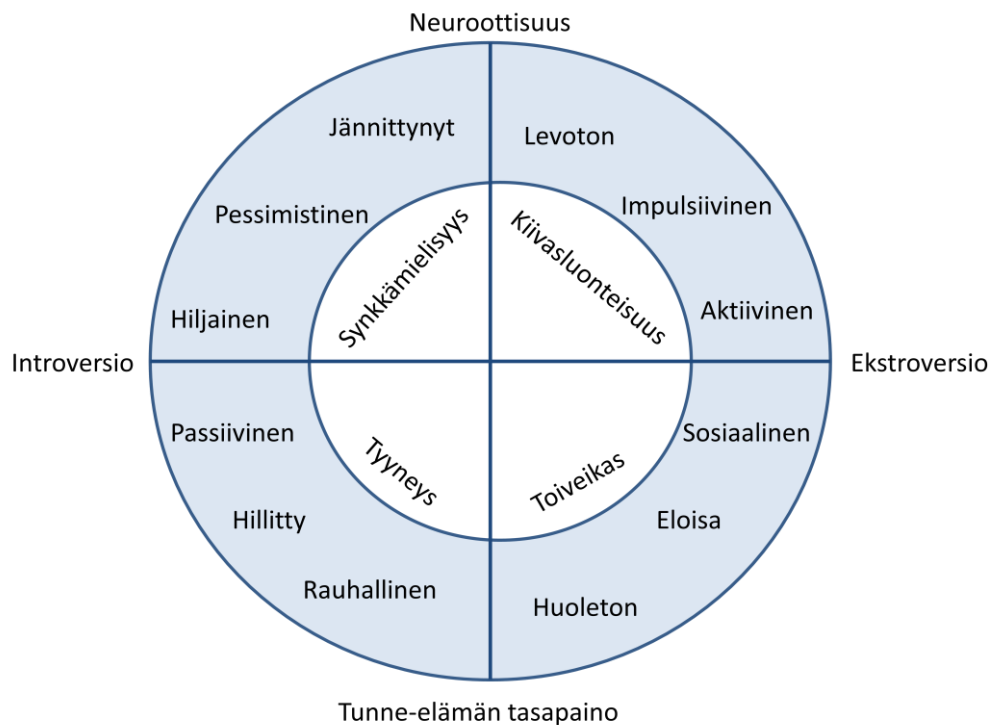 Neuroottisuus
Jännittynyt
Levoton
Pessimistinen
Impulsiivinen
Synkkämielisyys
Kiivasluonteisuus
Hiljainen
Aktiivinen
Introversio
Ekstroversio
Passiivinen
Sosiaalinen
Tyyneys
Toiveikas
Hillitty
Eloisa
Rauhallinen
Huoleton
Tunne-elämän tasapaino